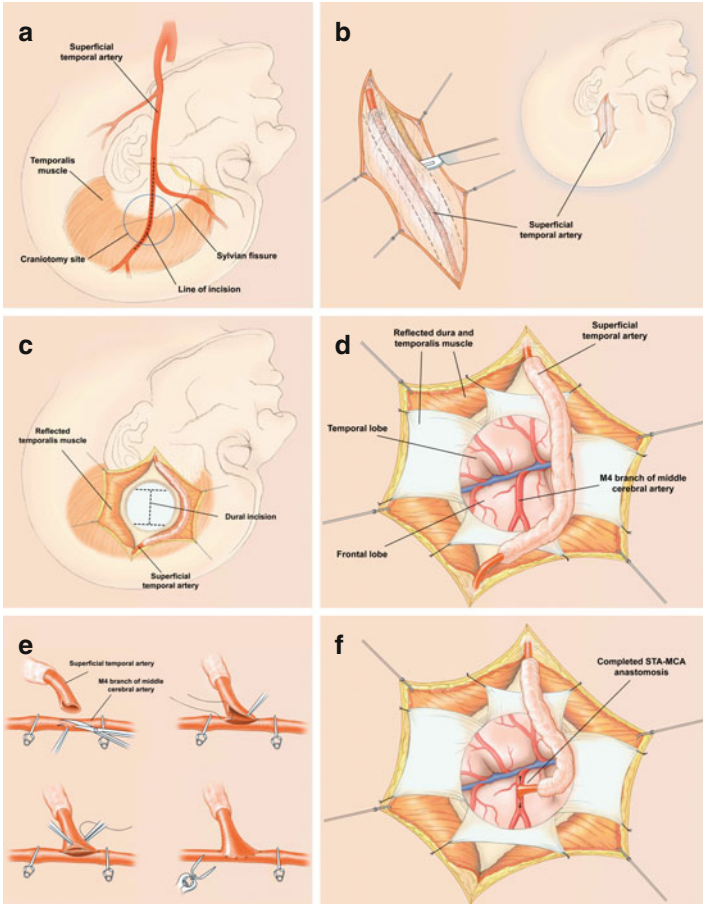 a
Superficial
temporal artery
Temporalis
muscle
Craniotomy site
Sylvian fissure
Line of incision
b
Superficial
temporal artery
c
Reflected
temporalis muscle
Dural incision
Superficial
temporal artery
d
Reflected dura and
temporalis muscle
Superficial
temporal artery
Temporal lobe
M4 branch of middle
cerebral artery
Frontal lobe
e
Superficial temporal artery
M4 branch of middle
cerebral artery
f
Completed STA-MCA
anastomosis